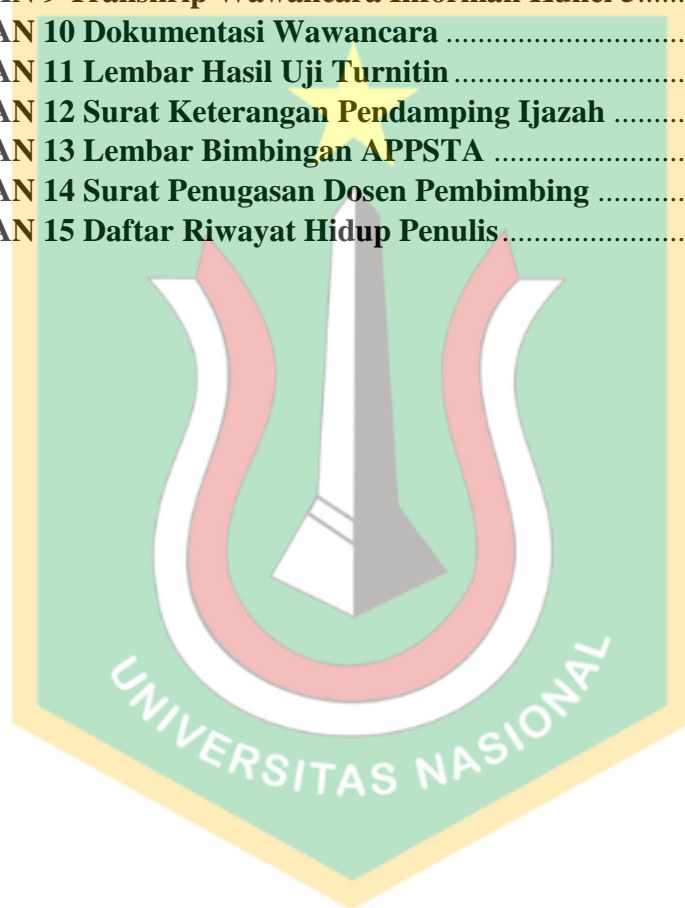 AN 10 Dokumentasi Wawancara ............................
AN 11 Lembar Hasil Uji Turnitin ...........................
AN 12 Surat Keterangan Pendamping Ijazah .........
AN 13 Lembar Bimbingan APPSTA ......................
AN 14 Surat Penugasan Dosen Pembimbing ..........
AN 15 Daftar Riwayat Hidup Penulis .....................
UNIVERSITAS NASIONAL